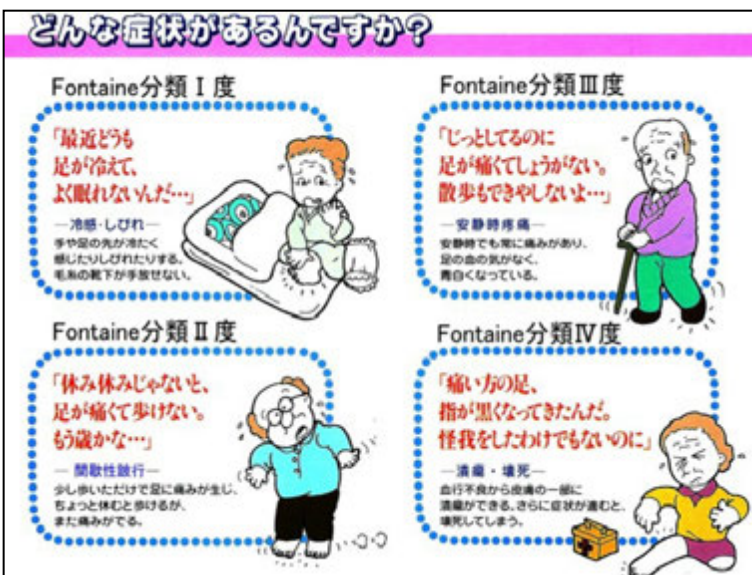 どんな症状があるんですか?
Fontaine分類Ⅰ度
「最近どうも
足が冷えて、
よく眠れないんだ…」
―冷感・しびれ―
手や足の先が冷たく
感じたりしびれたりする。
毛糸の靴下が手放せない。
Fontaine分類Ⅱ度
「休み休みじゃないと、
足が痛くて歩けない。
もう歳かな…」
― 間歇性跛行―
少し歩いただけで足に痛みが生じ、
ちょっと休むと歩けるが、
また痛みがでる。
Fontaine分類Ⅲ度
「じっとしてるのに
足が痛くてしょうがない。
散歩もできやしないよ…」
―安静時疼痛―
安静時でも常に痛みがあり、
足の血の気がなく、
青白くなっている。
Fontaine分類Ⅳ度
「痛い方の足、
指が黒くなってきたんだ。
怪我をしたわけでもないのに」
―潰瘍・壊死―
血行不良から皮膚の一部に
潰瘍ができる。さらに症状が進むと、
壊死してしまう。